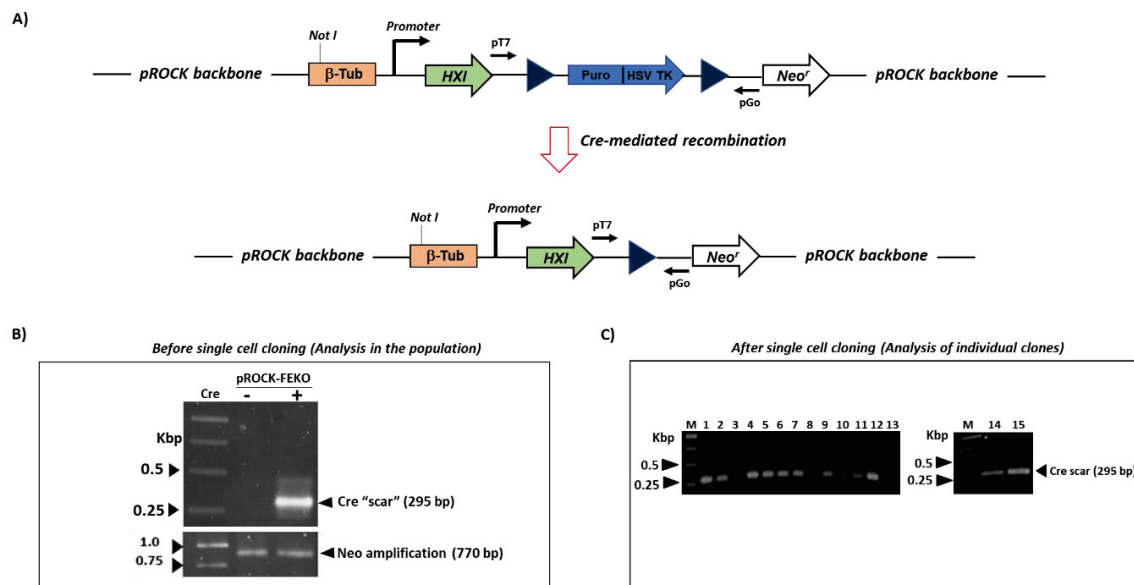 A)
Not I
Promoter
pT7
pROCK backbone
β-Tub
HXI
Puro
HSV TK
pGo
Neoʳ
pROCK backbone
Cre-mediated recombination
Not I
Promoter
pT7
pROCK backbone
β-Tub
HXI
pGo
Neoʳ
pROCK backbone
B)
Before single cell cloning (Analysis in the population)
pROCK-FEKO
Cre - +
Kbp
0.5
0.25
Cre “scar” (295 bp)
1.0
0.75
Neo amplification (770 bp)
C)
After single cell cloning (Analysis of individual clones)
M 1 2 3 4 5 6 7 8 9 10 11 12 13
Kbp
0.5
0.25
M 14 15
Kbp
0.5
0.25
Cre scar (295 bp)